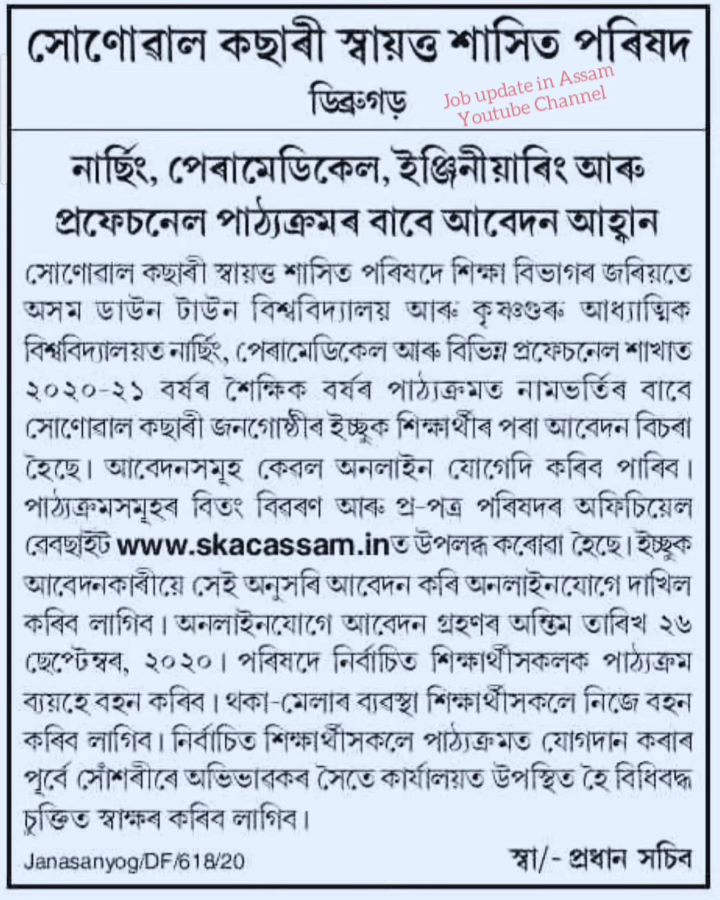 সোণোৱাল কছাৰী স্বায়ত্ত শাসিত পৰিষদ
ডিব্ৰুগড়
Job update in Assam
Youtube Channel
নাৰ্ছিং, পেৰামেডিকেল, ইঞ্জিনীয়াৰিং আৰু
প্ৰফেচনেল পাঠ্যক্ৰমৰ বাবে আবেদন আহ্বান
সোণোৱাল কছাৰী স্বায়ত্ত শাসিত পৰিষদে শিক্ষা বিভাগৰ জৰিয়তে
অসম ডাউন টাউন বিশ্ববিদ্যালয় আৰু কৃষ্ণগুৰু আধ্যাত্মিক
বিশ্ববিদ্যালয়ত নাৰ্ছিং, পেৰামেডিকেল আৰু বিভিন্ন প্ৰফেচনেল শাখাত
২০২০-২১ বৰ্ষৰ শৈক্ষিক বৰ্ষৰ পাঠ্যক্ৰমত নামভৰ্তিৰ বাবে
সোণোৱাল কছাৰী জনগোষ্ঠীৰ ইচ্ছুক শিক্ষাৰ্থীৰ পৰা আবেদন বিচৰা
হৈছে। আবেদনসমূহ কেৱল অনলাইন যোগেদি কৰিব পাৰিব।
পাঠ্যক্ৰমসমূহৰ বিতং বিৱৰণ আৰু প্ৰ-পত্ৰ পৰিষদৰ অফিচিয়েল
ৱেবছাইট www.skacassam.inত উপলব্ধ কৰোৱা হৈছে। ইচ্ছুক
আবেদনকাৰীয়ে সেই অনুসৰি আবেদন কৰি অনলাইনযোগে দাখিল
কৰিব লাগিব। অনলাইনযোগে আবেদন গ্ৰহণৰ অন্তিম তাৰিখ ২৬
ছেপ্টেম্বৰ, ২০২০। পৰিষদে নিৰ্বাচিত শিক্ষাৰ্থীসকলক পাঠ্যক্ৰম
ব্যয়হে বহন কৰিব। থকা-মেলাৰ ব্যৱস্থা শিক্ষাৰ্থীসকলে নিজে বহন
কৰিব লাগিব। নিৰ্বাচিত শিক্ষাৰ্থীসকলে পাঠ্যক্ৰমত যোগদান কৰাৰ
পূৰ্বে সোঁশৰীৰে অভিভাৱকৰ সৈতে কাৰ্যালয়ত উপস্থিত হৈ বিধিবদ্ধ
চুক্তিত স্বাক্ষৰ কৰিব লাগিব।
Janasanyog/DF/618/20
স্বা/- প্ৰধান সচিব